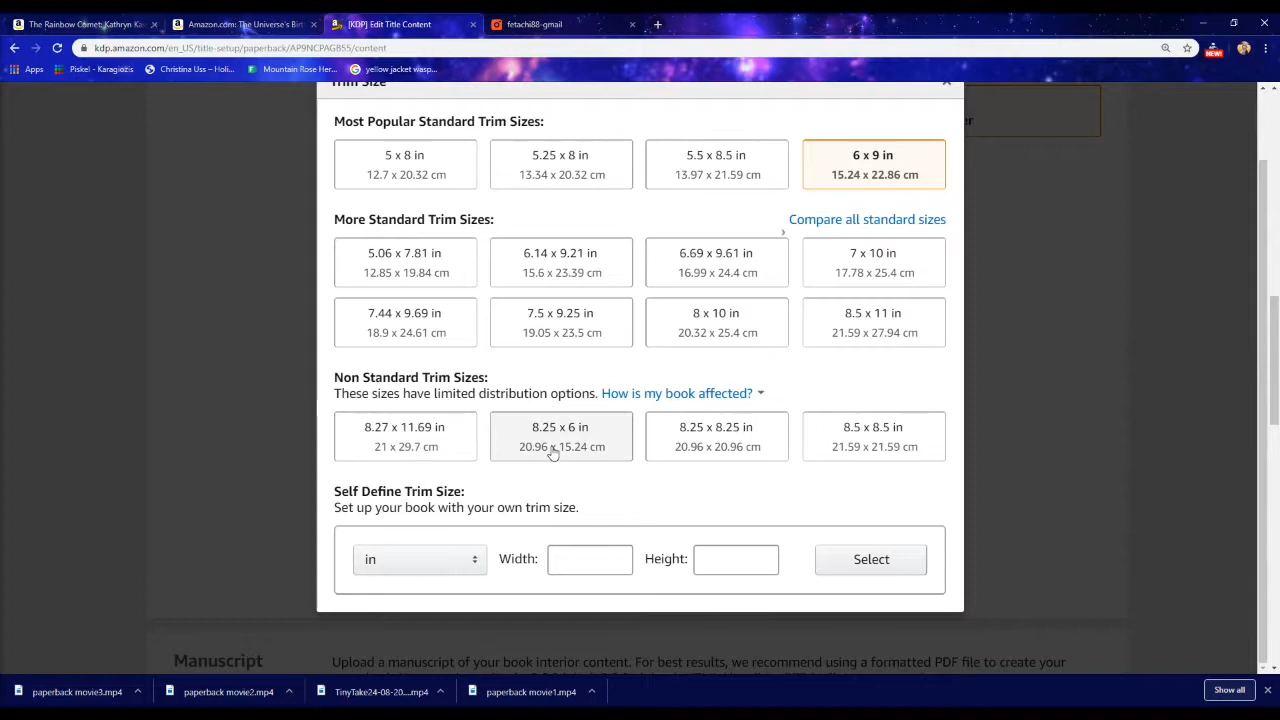 The Rainbow Comet: Kathryn Ka
Amazon.com: The Universe's Birt
[KDP] Edit Title Content
fetachi88-gmail
kdp.amazon.com/en_US/title-setup/paperback/AP9NCPAGB55/content
Apps
Piskel - Karagiozis
Christina Uss – Holi...
Mountain Rose Her...
yellow jacket wasp...
NEW!
Trim Size
er
Most Popular Standard Trim Sizes:
5 x 8 in
12.7 x 20.32 cm
5.25 x 8 in
13.34 x 20.32 cm
5.5 x 8.5 in
13.97 x 21.59 cm
6 x 9 in
15.24 x 22.86 cm
More Standard Trim Sizes:
Compare all standard sizes
5.06 x 7.81 in
12.85 x 19.84 cm
6.14 x 9.21 in
15.6 x 23.39 cm
6.69 x 9.61 in
16.99 x 24.4 cm
7 x 10 in
17.78 x 25.4 cm
7.44 x 9.69 in
18.9 x 24.61 cm
7.5 x 9.25 in
19.05 x 23.5 cm
8 x 10 in
20.32 x 25.4 cm
8.5 x 11 in
21.59 x 27.94 cm
Non Standard Trim Sizes:
These sizes have limited distribution options. How is my book affected?
8.27 x 11.69 in
21 x 29.7 cm
8.25 x 6 in
20.96 x 15.24 cm
8.25 x 8.25 in
20.96 x 20.96 cm
8.5 x 8.5 in
21.59 x 21.59 cm
Self Define Trim Size:
Set up your book with your own trim size.
in
Width:
Height:
Select
Manuscript
Upload a manuscript of your book interior content. For best results, we recommend using a formatted PDF file to create your
paperback movie3.mp4
paperback movie2.mp4
TinyTake24-08-20....mp4
paperback movie1.mp4
Show all